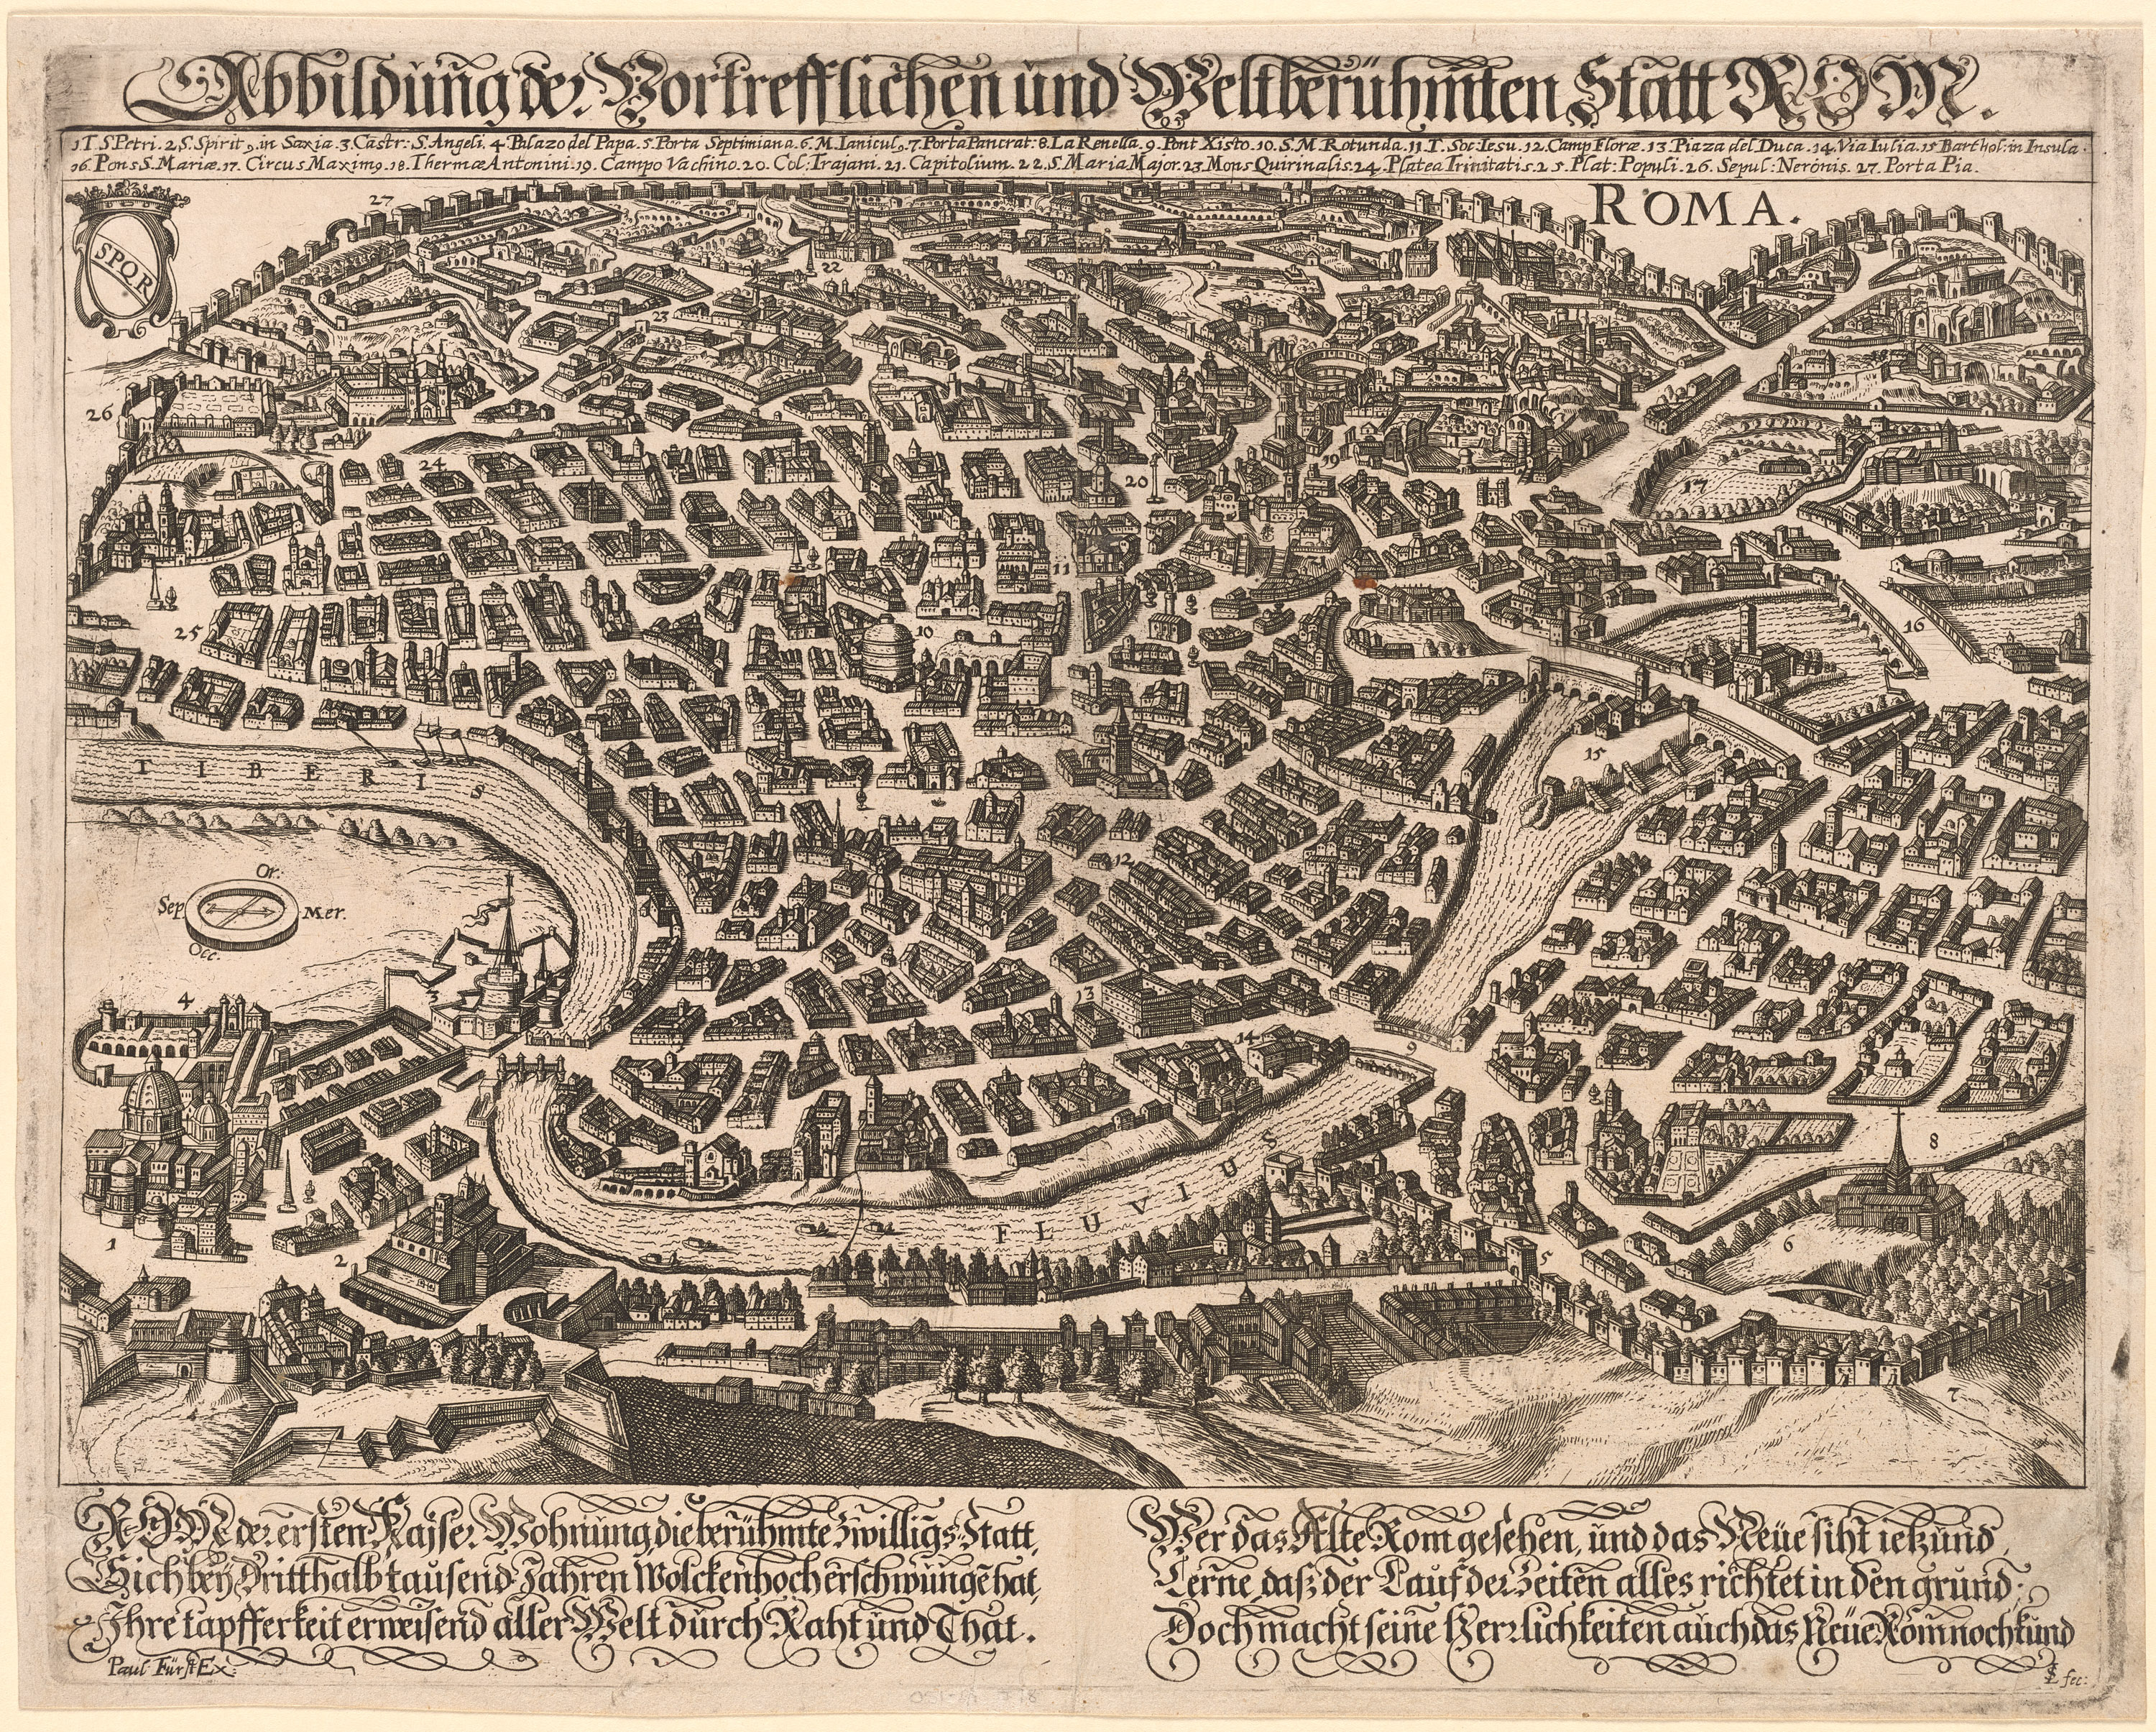 Abbildung der Vortrefflichen und Weltberühmten Statt ROM.
1. T. S Petri. 2. S. Spirit9 in Saxia. 3. Castr: S. Angeli. 4. Palazo del Papa. 5. Porta Septimiana. 6. M. Ianicul9. 7. Porta Pancrat: 8. La Renella. 9. Pont Xisto. 10. S. M. Rotunda. 11. T. Soc: Iesu. 12. Camp Floræ. 13. Piaza del Duca. 14. Via Iulia. 15. Barthol: in Insula.
16. Pons S. Mariæ. 17. Circus Maxim9. 18. Thermæ Antonini. 19. Campo Vachino. 20. Col: Trajani. 21. Capitolium. 22. S. Maria Major. 23. Mons Quirinalis. 24. Platea Trinitatis. 25. Plat: Populi. 26. Sepul: Neronis. 27. Porta Pia.
ROMA.
SPQR
27
22
23
26
24
18
17
19
20
11
25
10
16
15
TIBERIS
12
Or.
Sep
Mer.
Occ.
4
3
13
14
9
8
FLUVIUS
1
2
5
6
7
ROM der ersten Kayser Wohnung, die berühmte Zwilligs-Statt,
Sich bey Dritthalb tausend Jahren Wolckenhoch erschwungē hat,
Ihre tapfferkeit erweisend aller Welt durch Raht und That.
Wer das Alte Rom gesehen, und das Neüe siht ietzund,
Lerne, daß der Lauf der Zeiten alles richtet in den grund;
Doch macht seine Herrlichkeiten auch das Neüe Rom noch kund
Paul Fürst Ex:
fec: